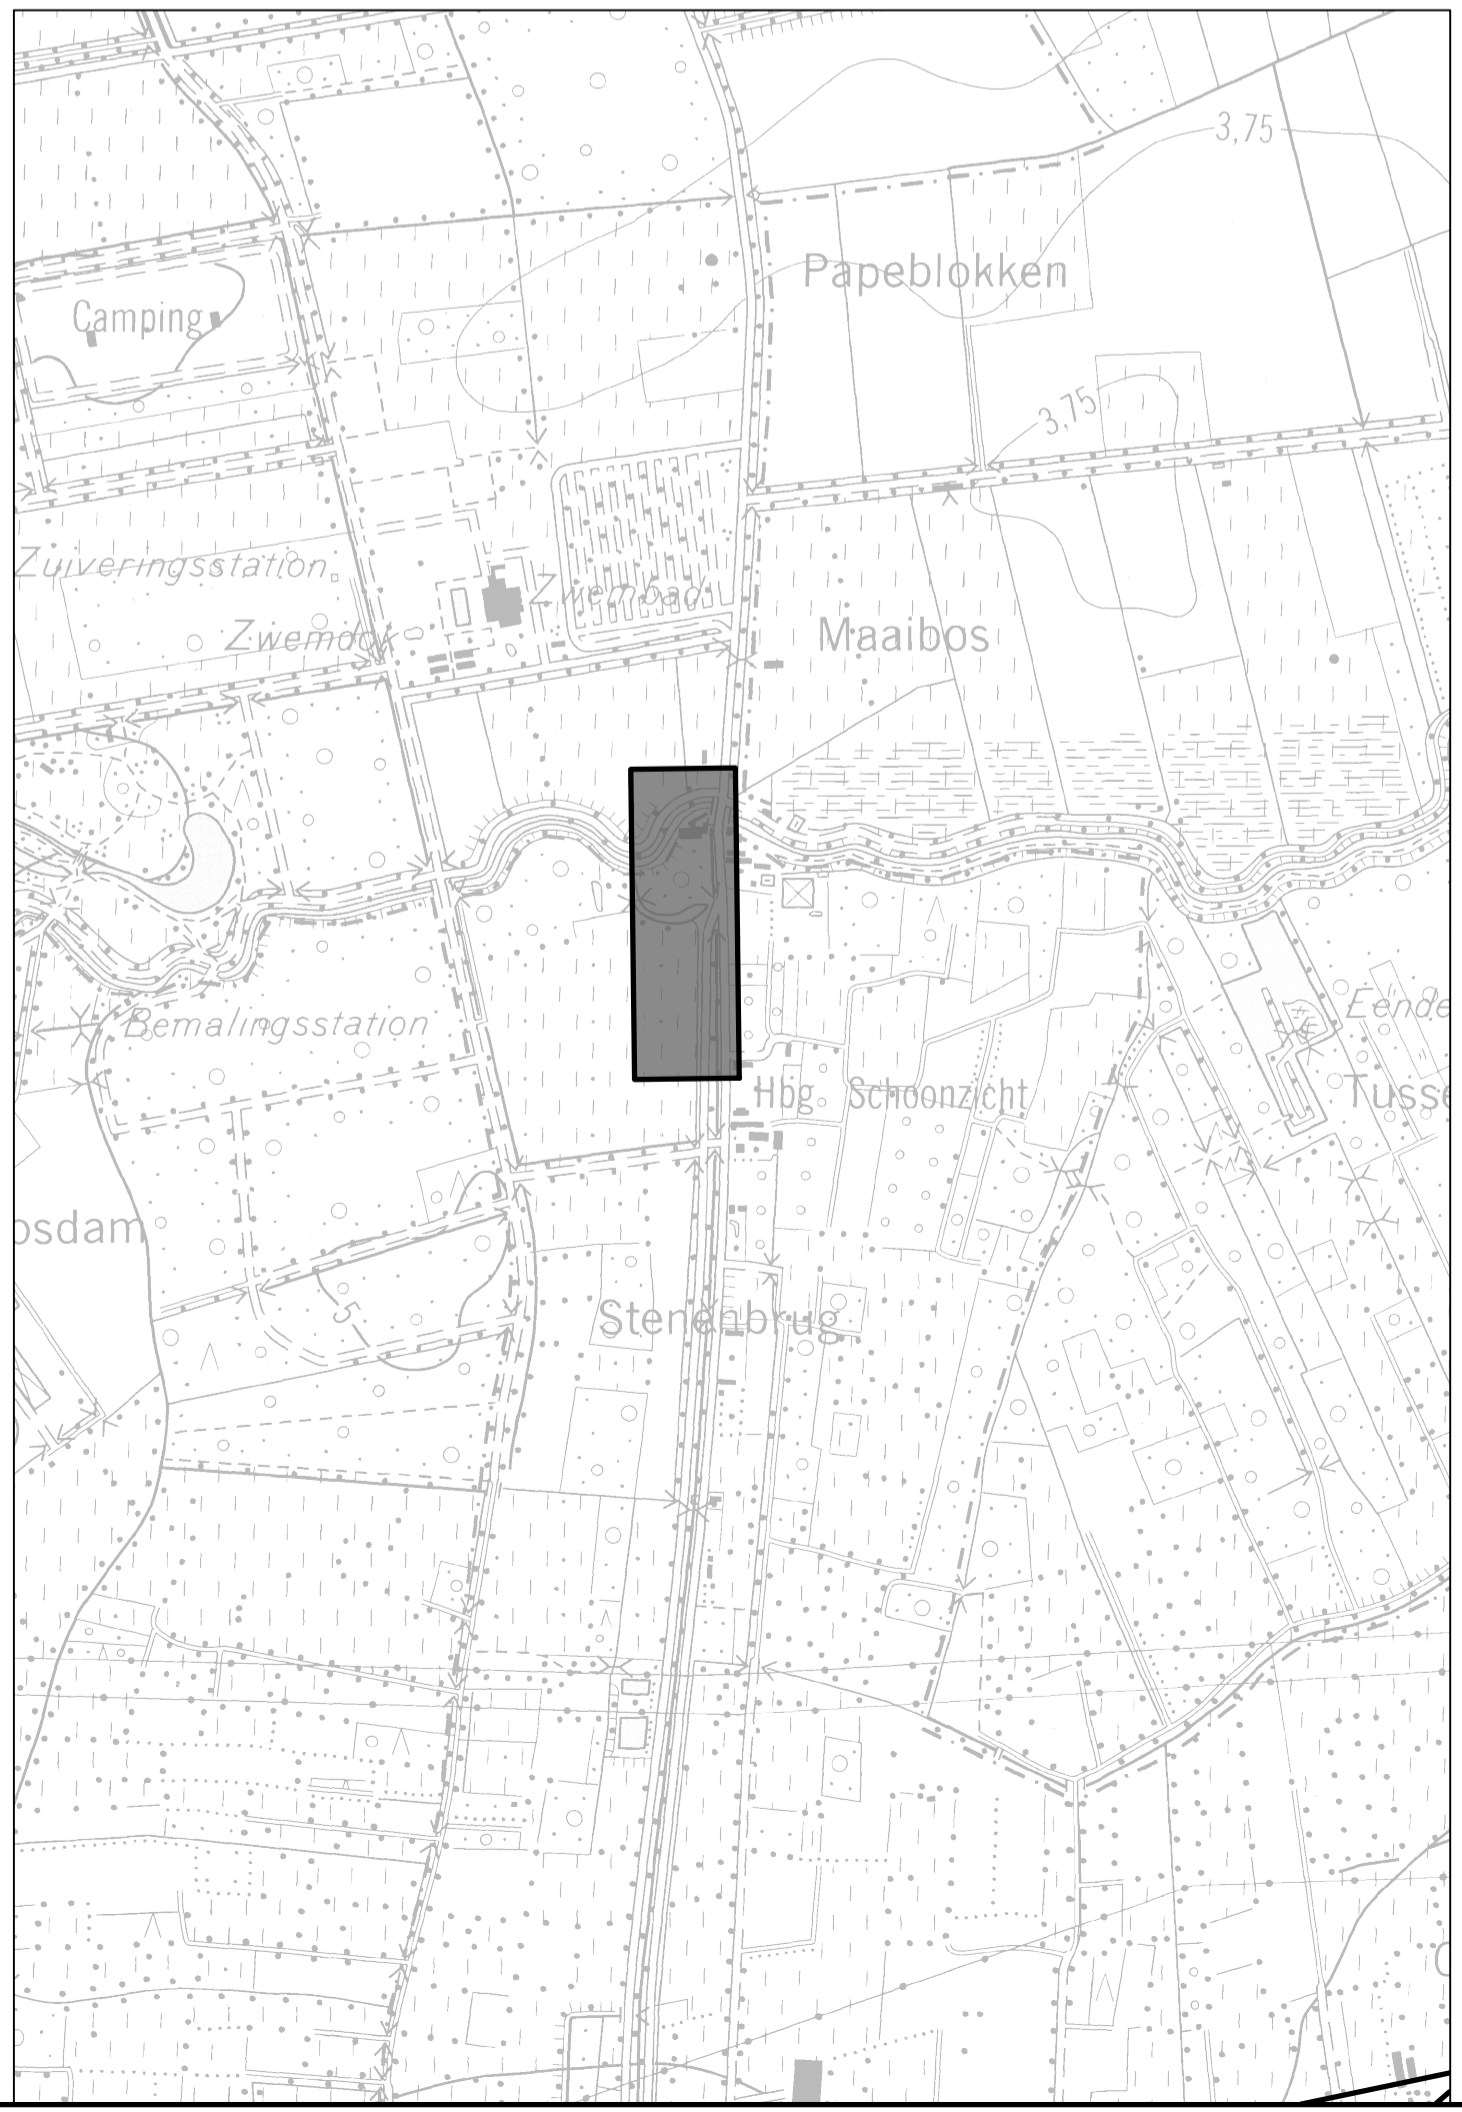 3,75
Papeblokken
Camping
3,75
Zuiveringsstation
Zwembad
Zwemdok
Maaibos
Eende
Bemalingsstation
Hbg Schoonzicht
Tusse
osdam
5
Stenenbrug